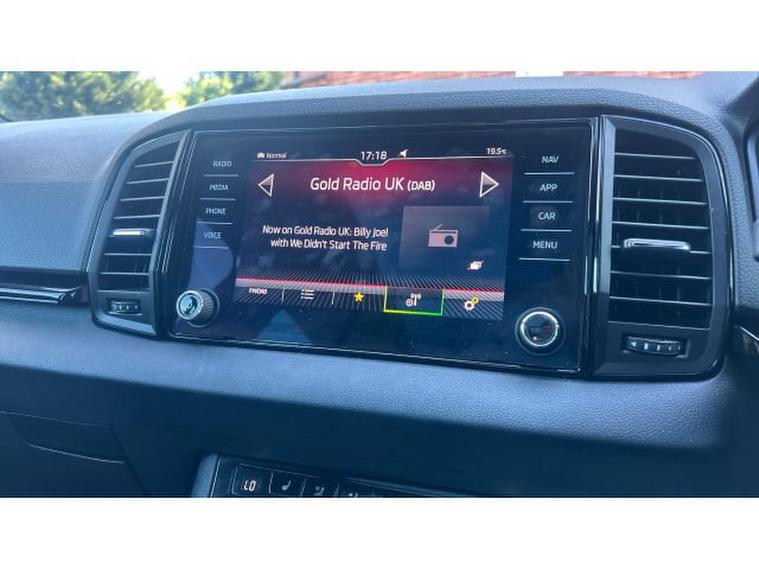 RADIO
MEDIA
PHONE
VOICE
Normal
17:18
19.5°C
Gold Radio UK (DAB)
Now on Gold Radio UK: Billy Joel
with We Didn't Start The Fire
RADIO
NAV
APP
CAR
MENU
LO